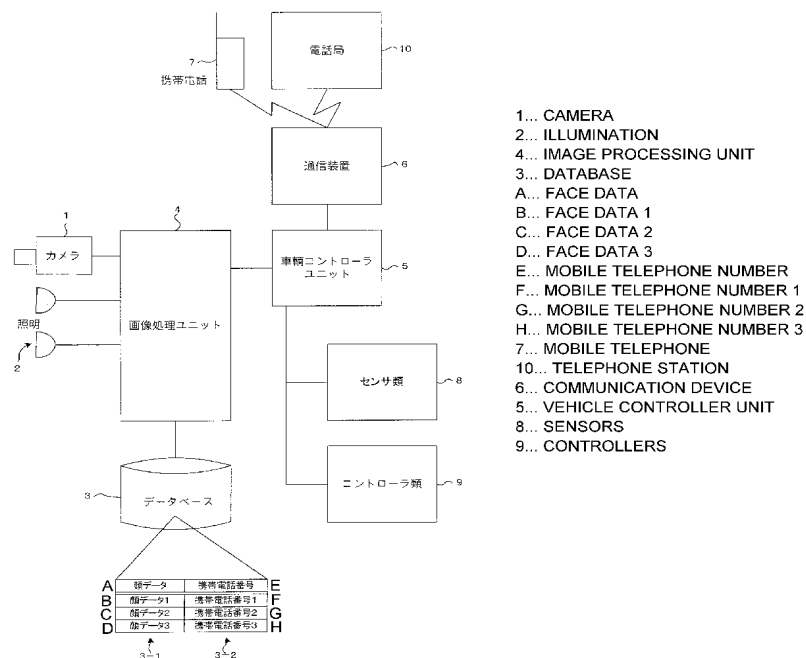 7
携帯電話
電話局
10
通信装置
6
1
カメラ
照明
2
4
画像処理ユニット
車輌コントローラ
ユニット
5
センサ類
8
コントローラ類
9
3
データベース
A 顔データ 携帯電話番号 E
B 顔データ1 携帯電話番号1 F
C 顔データ2 携帯電話番号2 G
D 顔データ3 携帯電話番号3 H
3-1 3-2
1... CAMERA
2... ILLUMINATION
4... IMAGE PROCESSING UNIT
3... DATABASE
A... FACE DATA
B... FACE DATA 1
C... FACE DATA 2
D... FACE DATA 3
E... MOBILE TELEPHONE NUMBER
F... MOBILE TELEPHONE NUMBER 1
G... MOBILE TELEPHONE NUMBER 2
H... MOBILE TELEPHONE NUMBER 3
7... MOBILE TELEPHONE
10... TELEPHONE STATION
6... COMMUNICATION DEVICE
5... VEHICLE CONTROLLER UNIT
8... SENSORS
9... CONTROLLERS